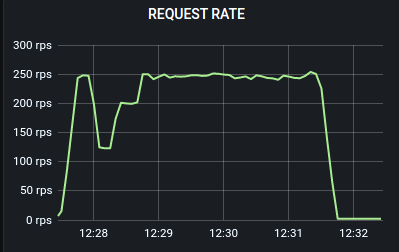 REQUEST RATE
300 rps
250 rps
200 rps
150 rps
100 rps
50 rps
0 rps
12:28 12:29 12:30 12:31 12:32